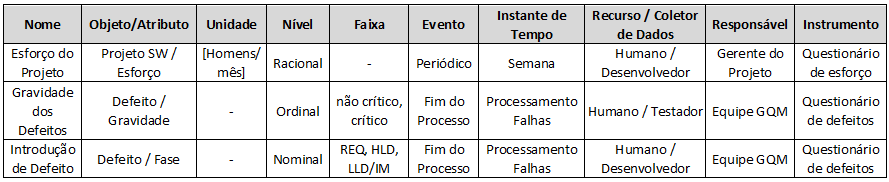 Nome Objeto/Atributo Unidade Nível Faixa Evento Instante de Tempo Recurso / Coletor de Dados Responsável Instrumento
Esforço do Projeto Projeto SW / Esforço [Homens/mês] Racional - Periódico Semana Humano / Desenvolvedor Gerente do Projeto Questionário de esforço
Gravidade dos Defeitos Defeito / Gravidade - Ordinal não crítico, crítico Fim do Processo Processamento Falhas Humano / Testador Equipe GQM Questionário de defeitos
Introdução de Defeito Defeito / Fase - Nominal REQ, HLD, LLD/IM Fim do Processo Processamento Falhas Humano / Desenvolvedor Equipe GQM Questionário de defeitos